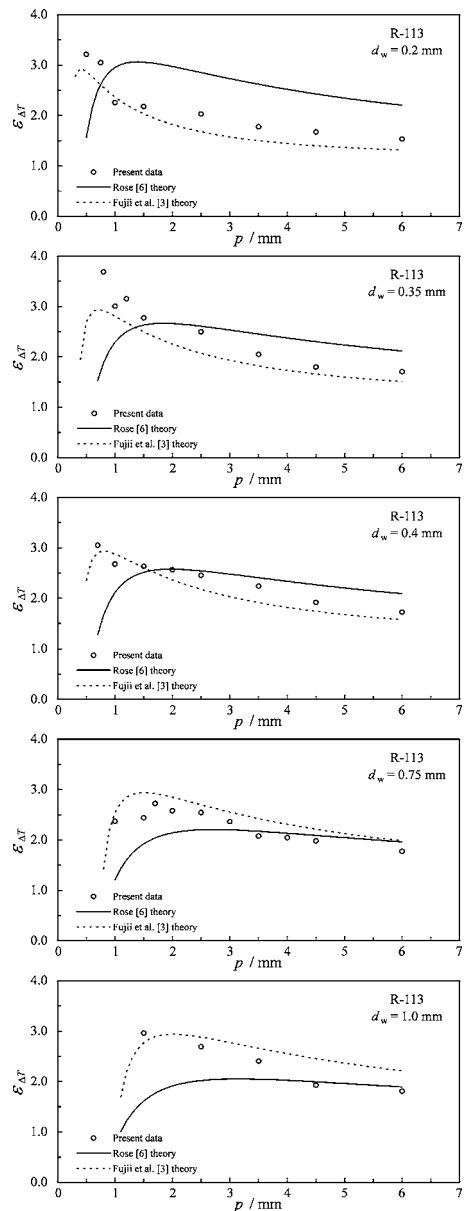 R-113
d_w = 0.2 mm
4.0
3.0
2.0
1.0
0.0
ε_ΔT
Present data
Rose [6] theory
Fujii et al. [3] theory
0 1 2 3 4 5 6 7
p / mm
R-113
d_w = 0.35 mm
4.0
3.0
2.0
1.0
0.0
ε_ΔT
Present data
Rose [6] theory
Fujii et al. [3] theory
0 1 2 3 4 5 6 7
p / mm
R-113
d_w = 0.4 mm
4.0
3.0
2.0
1.0
0.0
ε_ΔT
Present data
Rose [6] theory
Fujii et al. [3] theory
0 1 2 3 4 5 6 7
p / mm
R-113
d_w = 0.75 mm
4.0
3.0
2.0
1.0
0.0
ε_ΔT
Present data
Rose [6] theory
Fujii et al. [3] theory
0 1 2 3 4 5 6 7
p / mm
R-113
d_w = 1.0 mm
4.0
3.0
2.0
1.0
0.0
ε_ΔT
Present data
Rose [6] theory
Fujii et al. [3] theory
0 1 2 3 4 5 6 7
p / mm